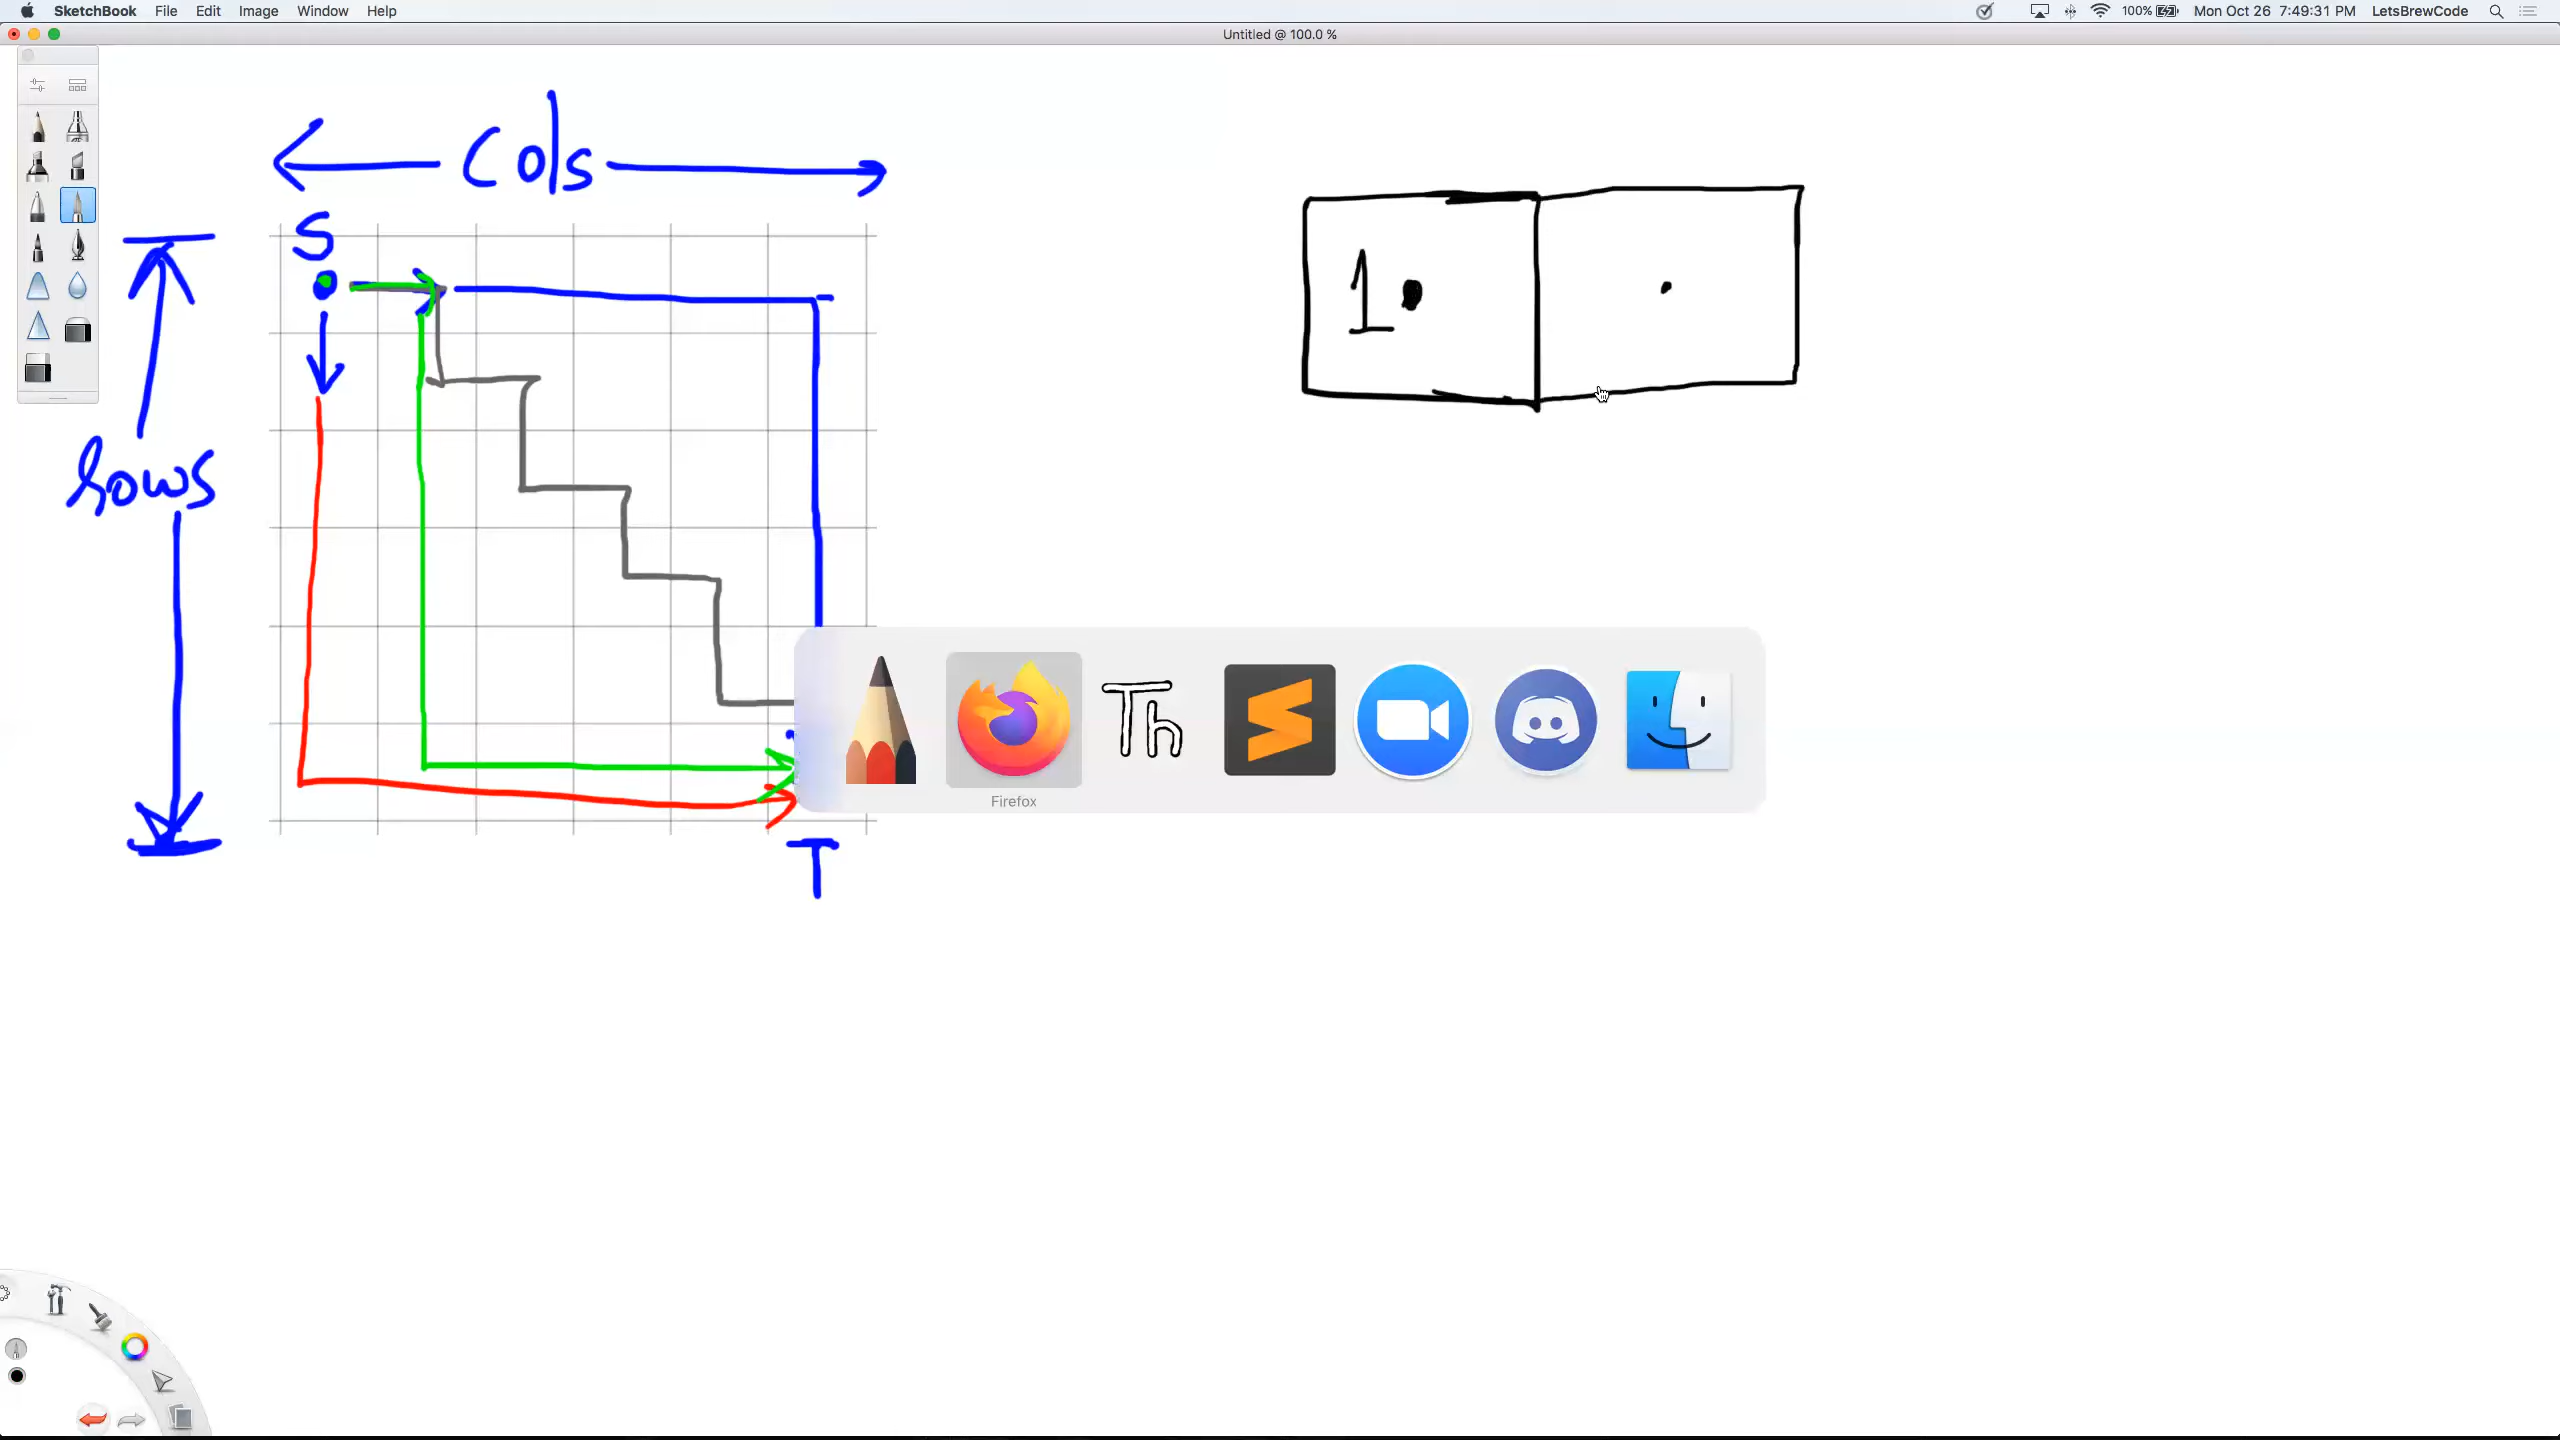 SketchBook File Edit Image Window Help
100% Mon Oct 26 7:49:31 PM LetsBrewCode
Untitled @ 100.0 %
Cols
S
1
rows
Th
Firefox
T